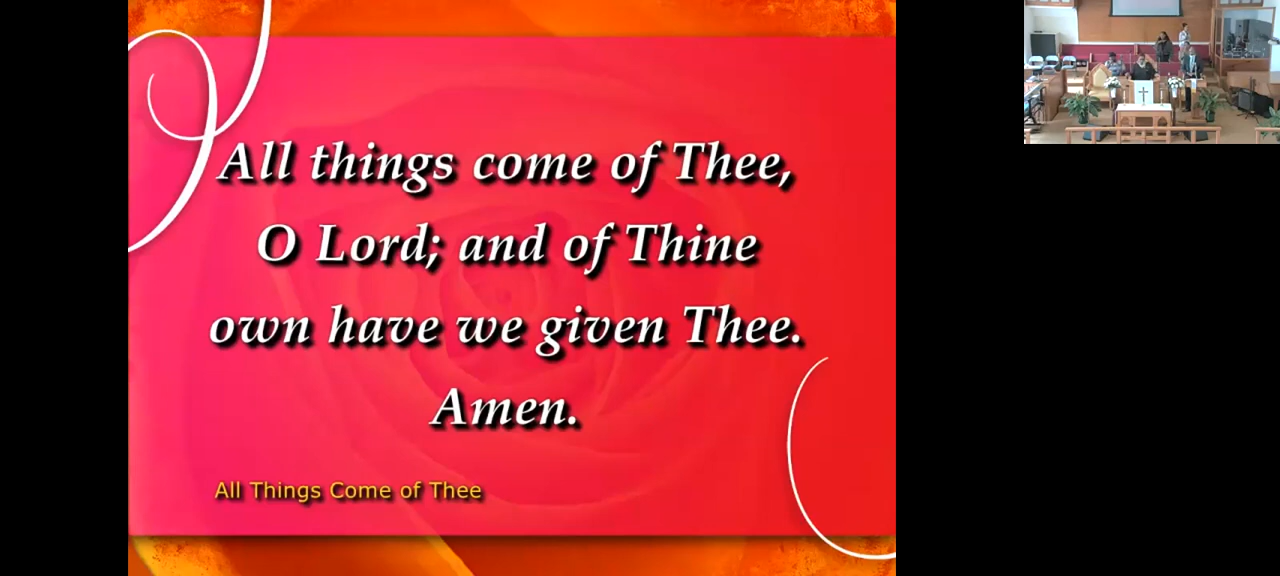 All things come of Thee,
O Lord; and of Thine
own have we given Thee.
Amen.
All Things Come of Thee